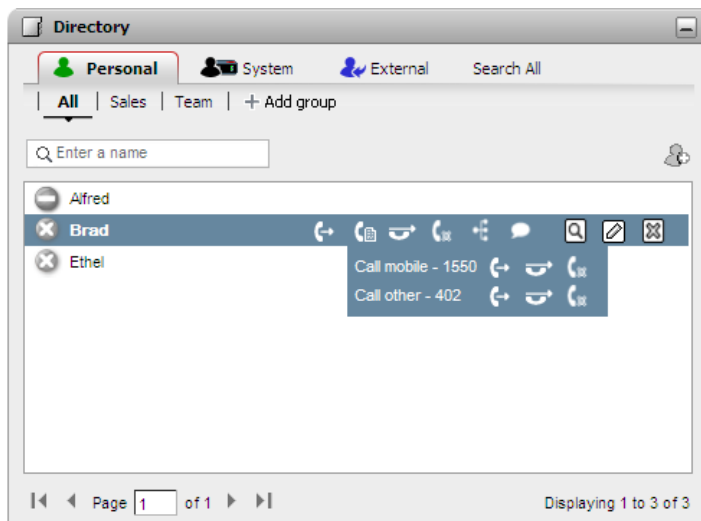 Directory
Personal System External Search All
All Sales Team + Add group
Enter a name
Alfred
Brad
Call mobile - 1550
Ethel
Call other - 402
Page 1 of 1 Displaying 1 to 3 of 3